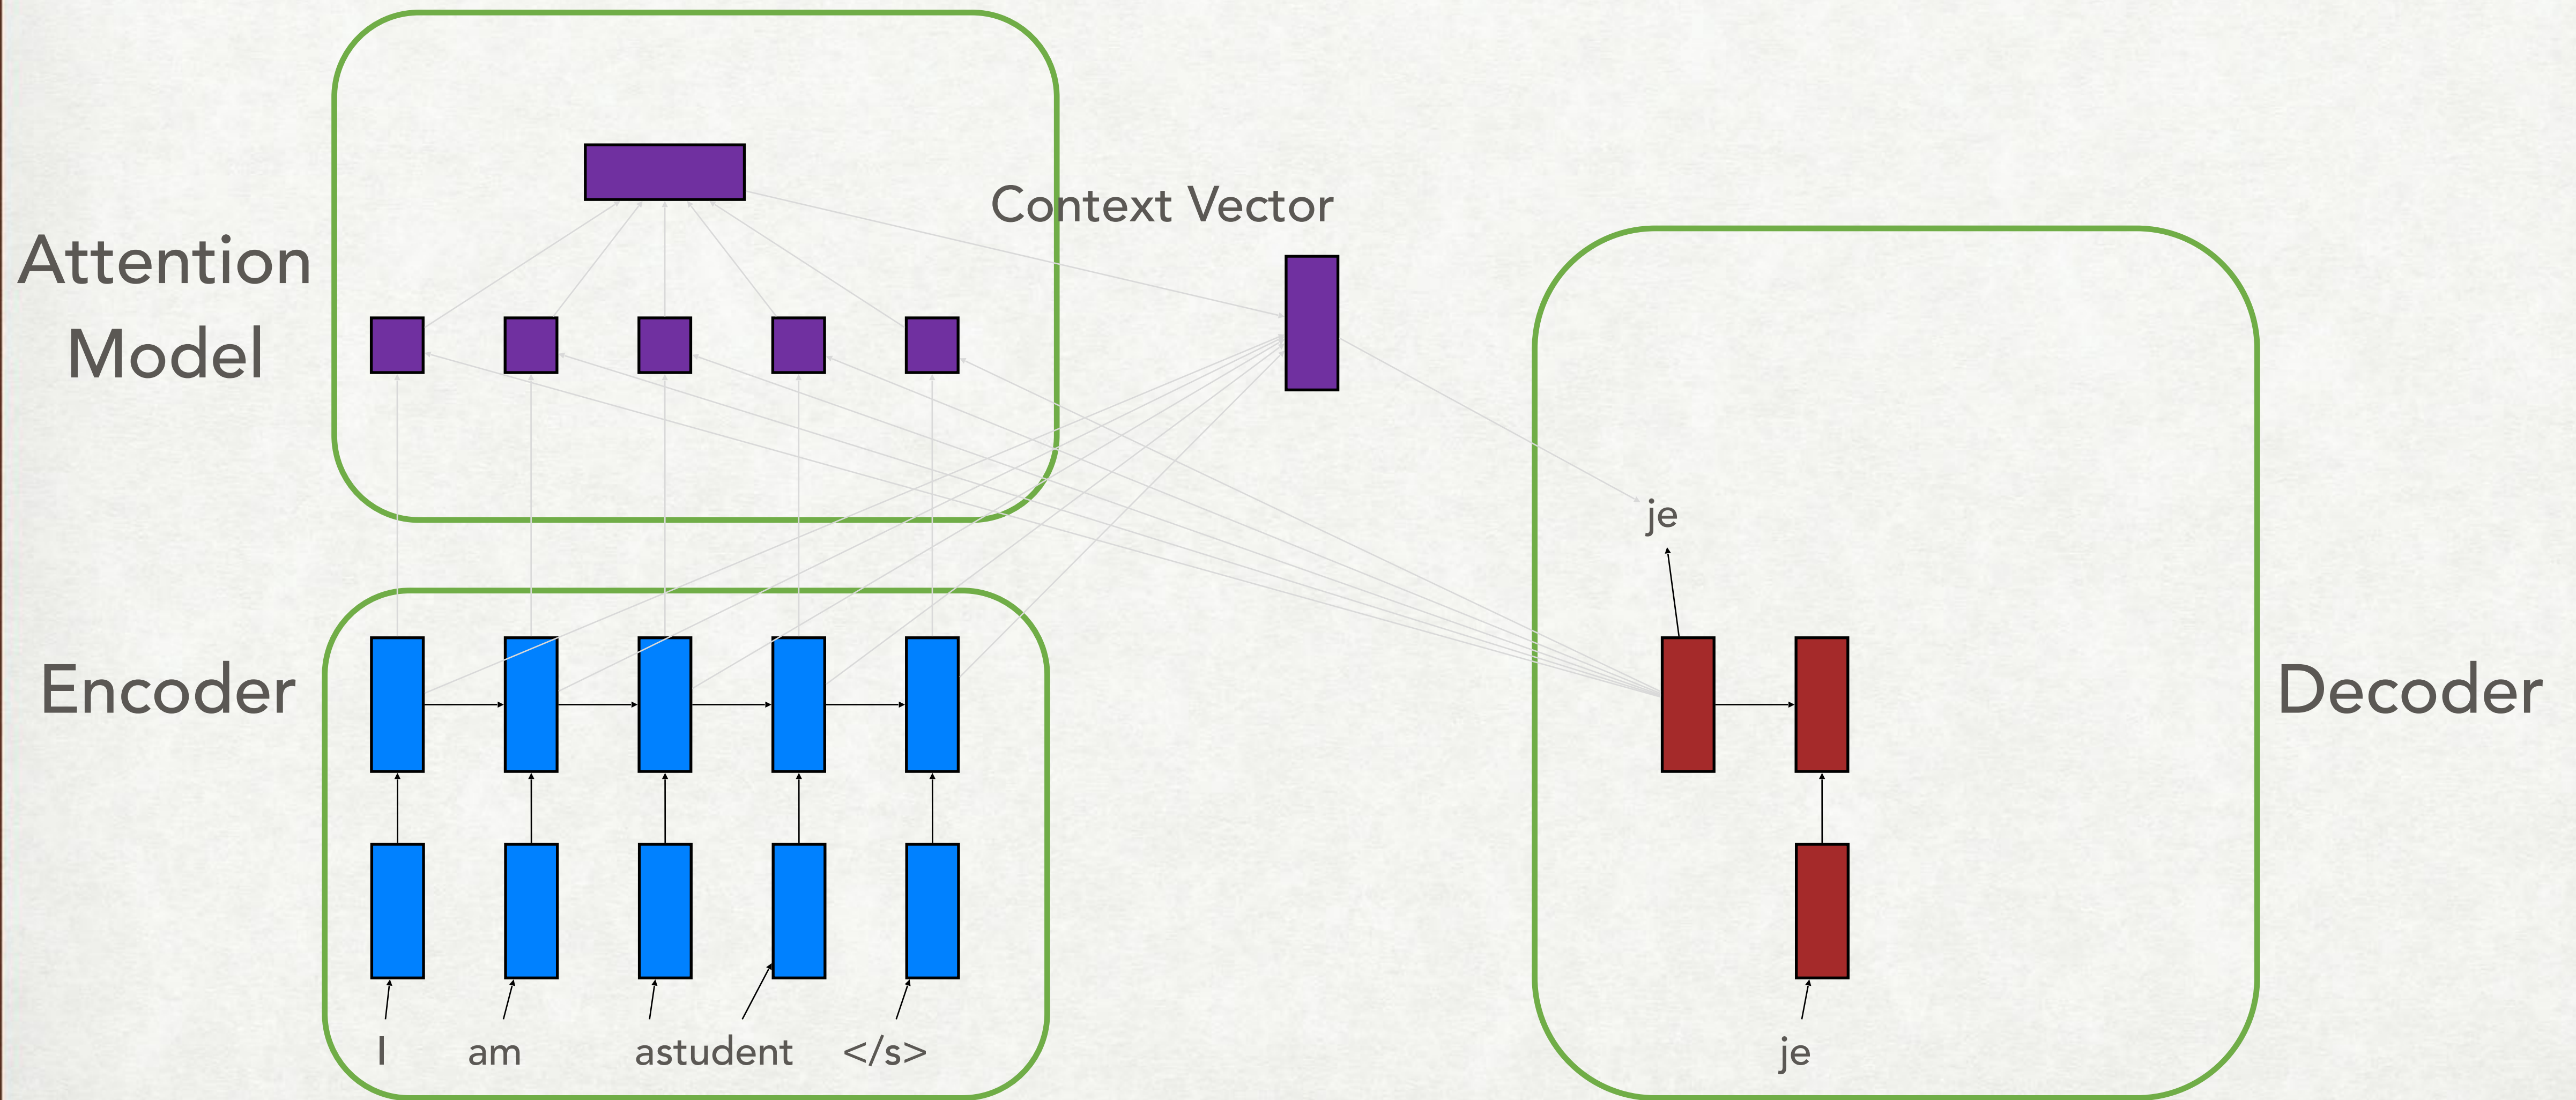 Context Vector
Attention
Model
je
Encoder
Decoder
I am astudent </s>
je